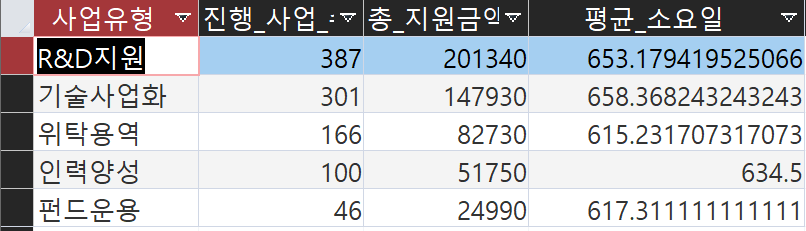 사업유형 진행_사업_ 총_지원금액 평균_소요일
R&D지원 387 201340 653.179419525066
기술사업화 301 147930 658.368243243243
위탁용역 166 82730 615.231707317073
인력양성 100 51750 634.5
펀드운용 46 24990 617.311111111111